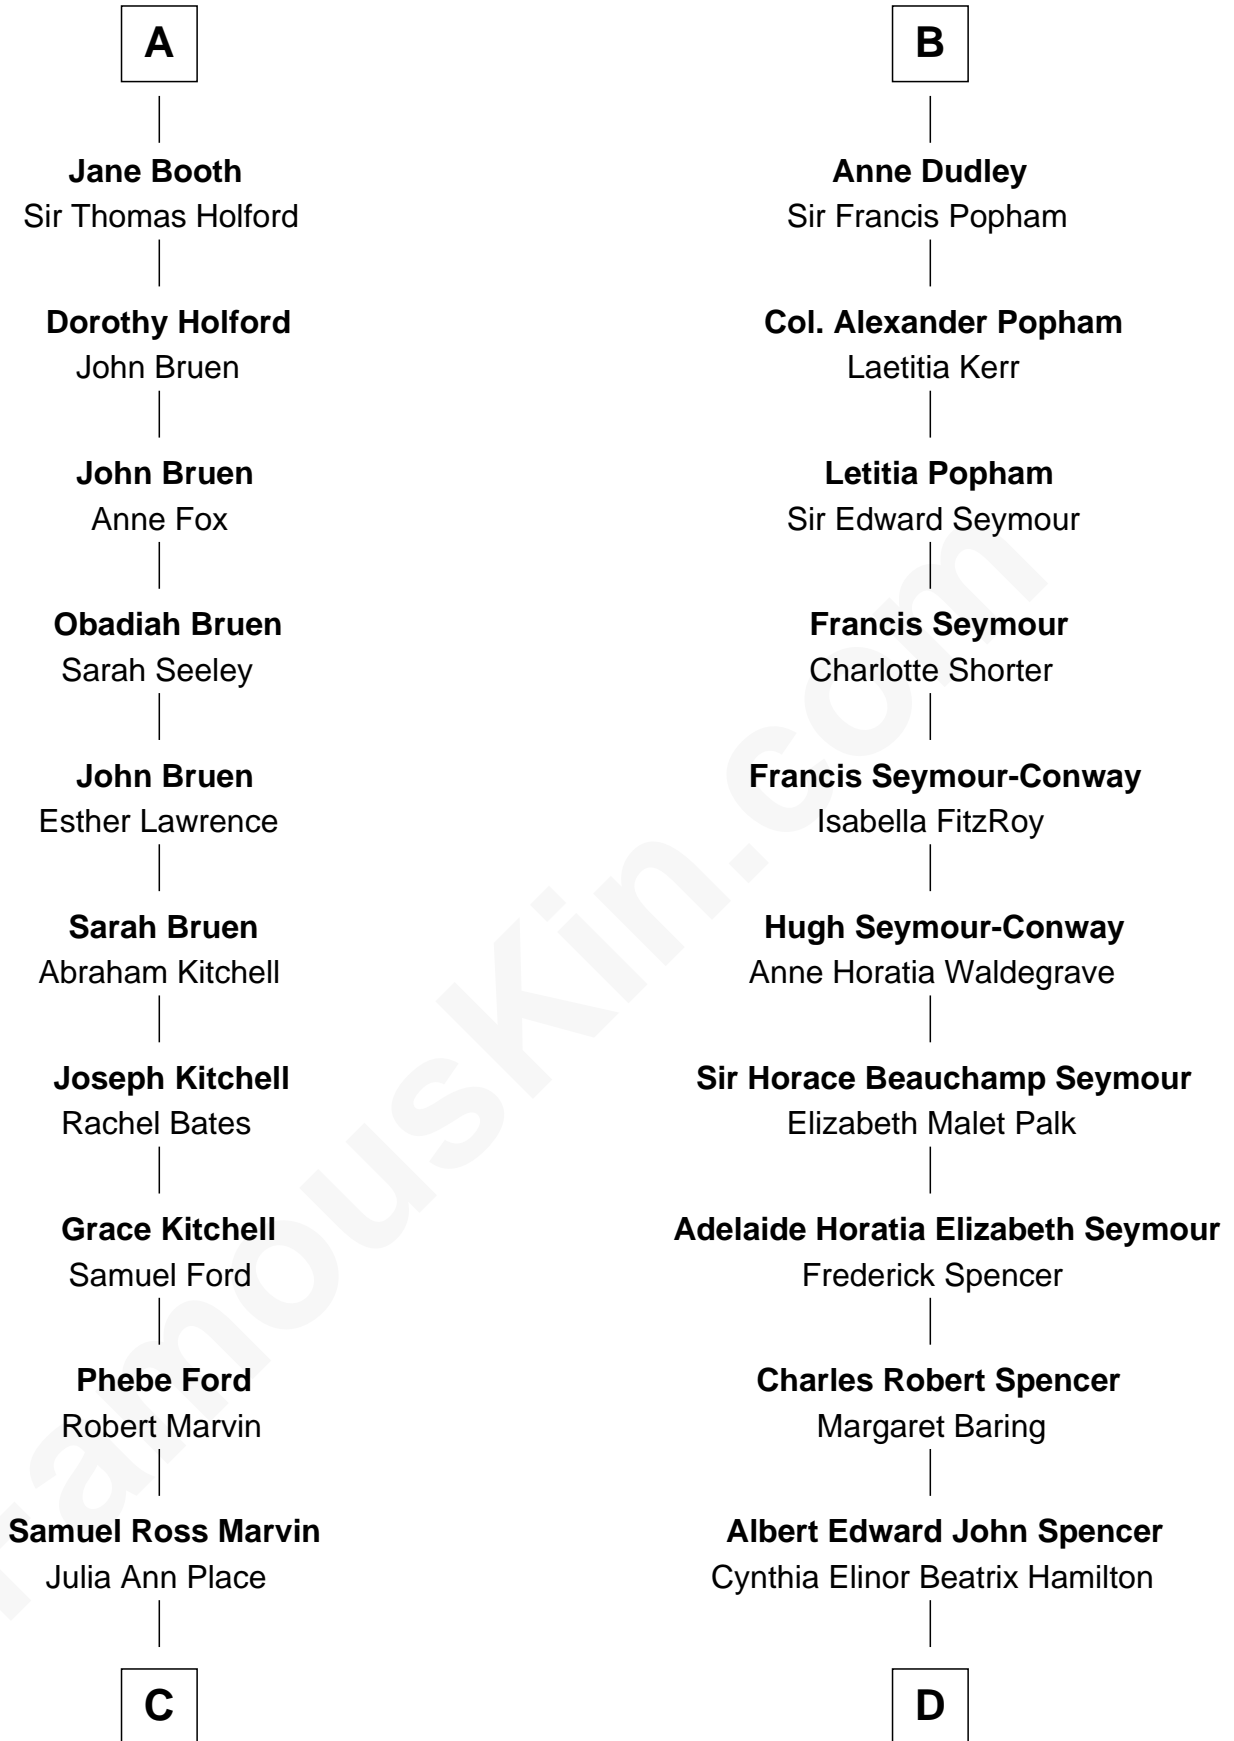 A
Jane Booth
Sir Thomas Holford
Dorothy Holford
John Bruen
John Bruen
Anne Fox
Obadiah Bruen
Sarah Seeley
John Bruen
Esther Lawrence
Sarah Bruen
Abraham Kitchell
Joseph Kitchell
Rachel Bates
Grace Kitchell
Samuel Ford
Phebe Ford
Robert Marvin
Samuel Ross Marvin
Julia Ann Place
C
B
Anne Dudley
Sir Francis Popham
Col. Alexander Popham
Laetitia Kerr
Letitia Popham
Sir Edward Seymour
Francis Seymour
Charlotte Shorter
Francis Seymour-Conway
Isabella FitzRoy
Hugh Seymour-Conway
Anne Horatia Waldegrave
Sir Horace Beauchamp Seymour
Elizabeth Malet Palk
Adelaide Horatia Elizabeth Seymour
Frederick Spencer
Charles Robert Spencer
Margaret Baring
Albert Edward John Spencer
Cynthia Elinor Beatrix Hamilton
D
FamousKin.com